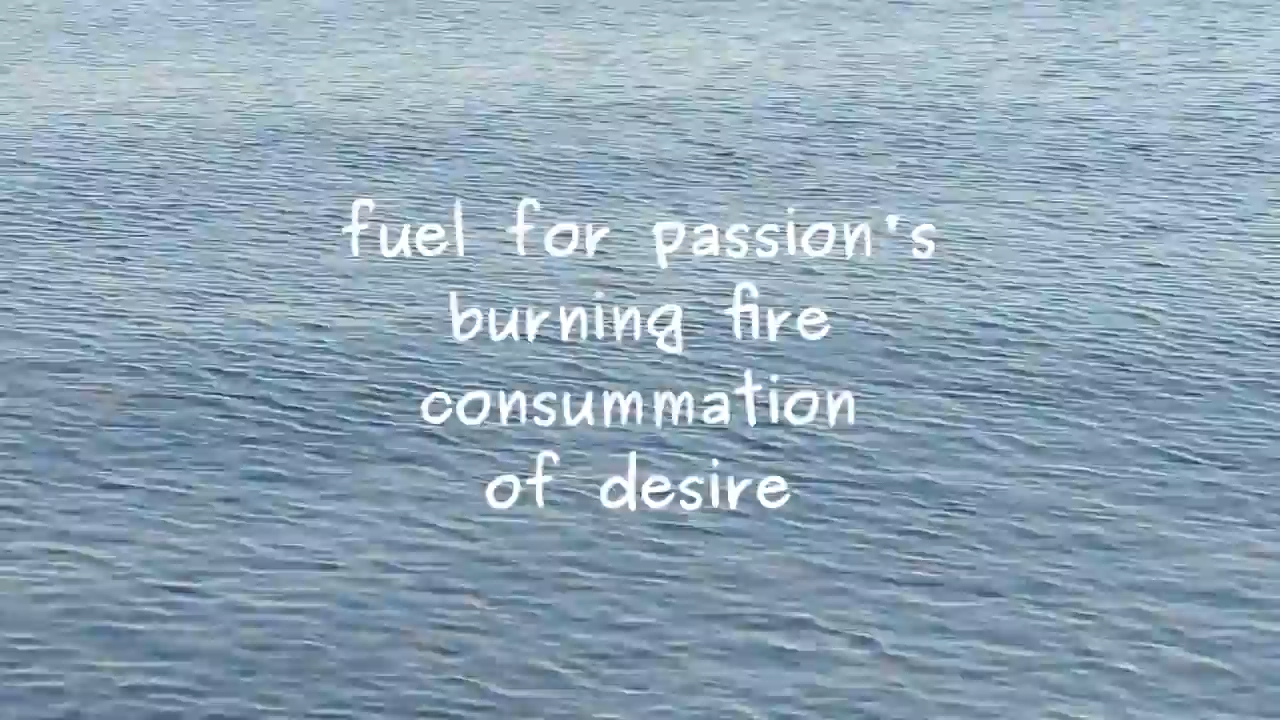 fuel for passion's
burning fire
consummation
of desire